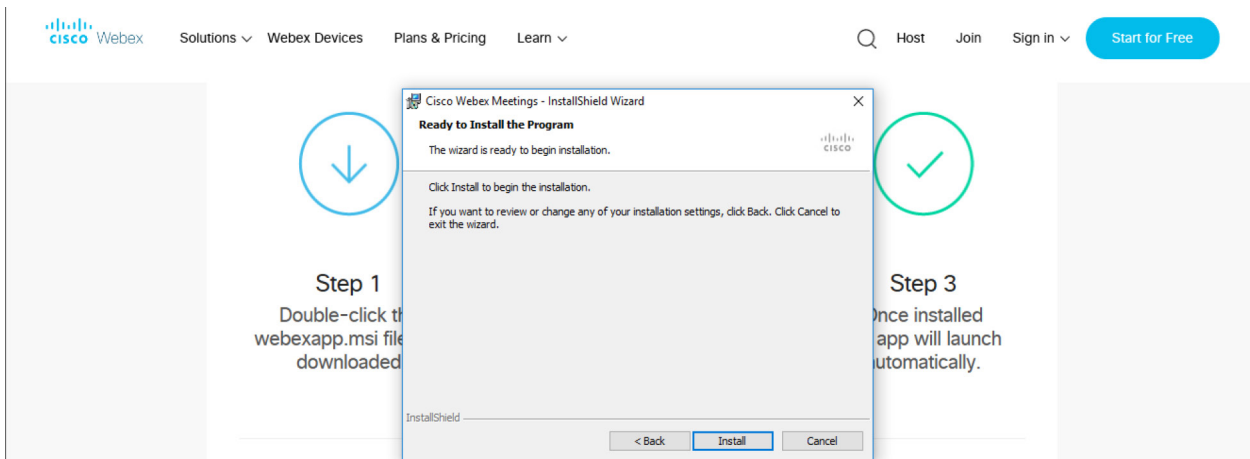 CISCO Webex
Solutions
Webex Devices
Plans & Pricing
Learn
Host
Join
Sign in
Start for Free
Cisco Webex Meetings - InstallShield Wizard
Ready to Install the Program
The wizard is ready to begin installation.
CISCO
Click Install to begin the installation.
If you want to review or change any of your installation settings, click Back. Click Cancel to
exit the wizard.
InstallShield
< Back
Install
Cancel
Step 1
Double-click
webexapp.msi
downloaded
Step 3
installed
app will launch